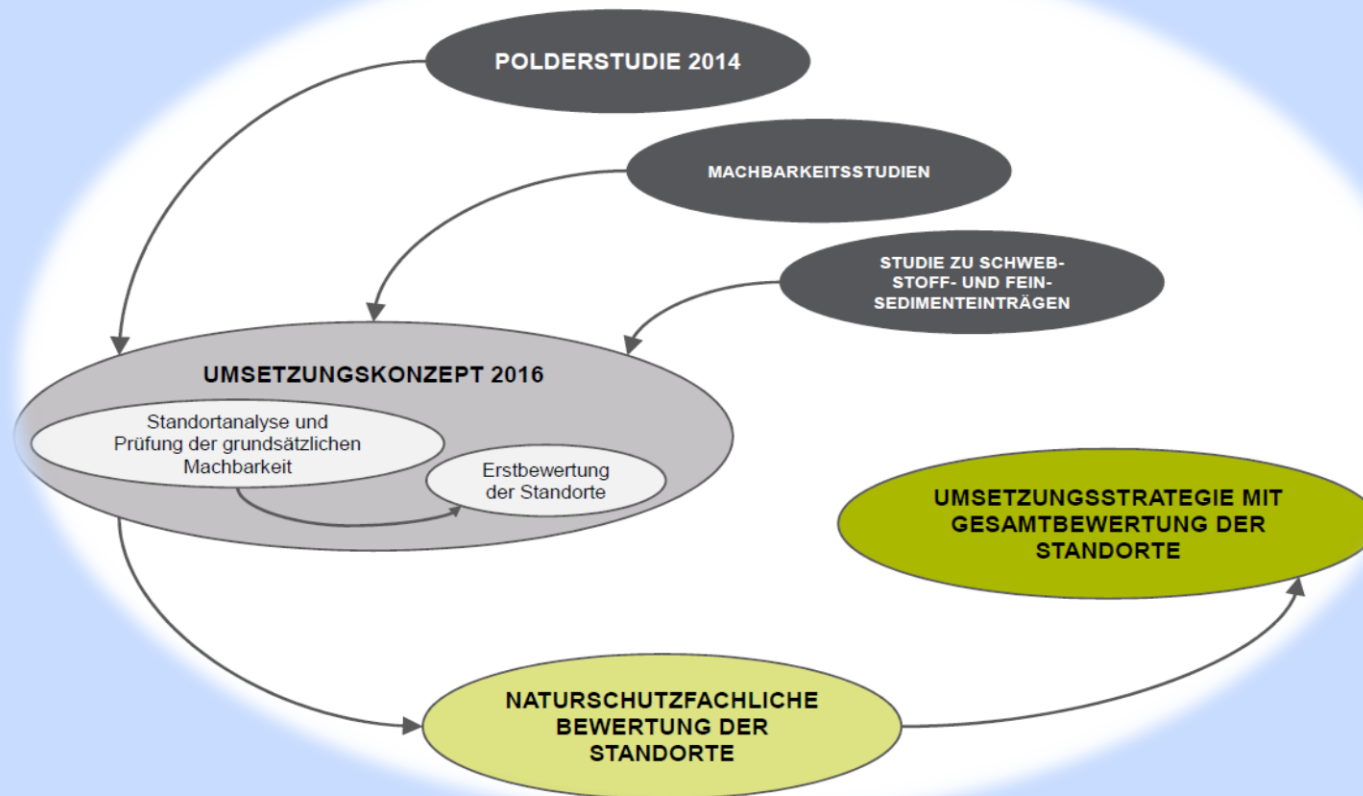 POLDERSTUDIE 2014
MACHBARKEITSSTUDIEN
STUDIE ZU SCHWEB-
STOFF- UND FEIN-
SEDIMENTEINTRÄGEN
UMSETZUNGSKONZEPT 2016
Standortanalyse und
Prüfung der grundsätzlichen
Machbarkeit
Erstbewertung
der Standorte
UMSETZUNGSSTRATEGIE MIT
GESAMTBEWERTUNG DER
STANDORTE
NATURSCHUTZFACHLICHE
BEWERTUNG DER
STANDORTE